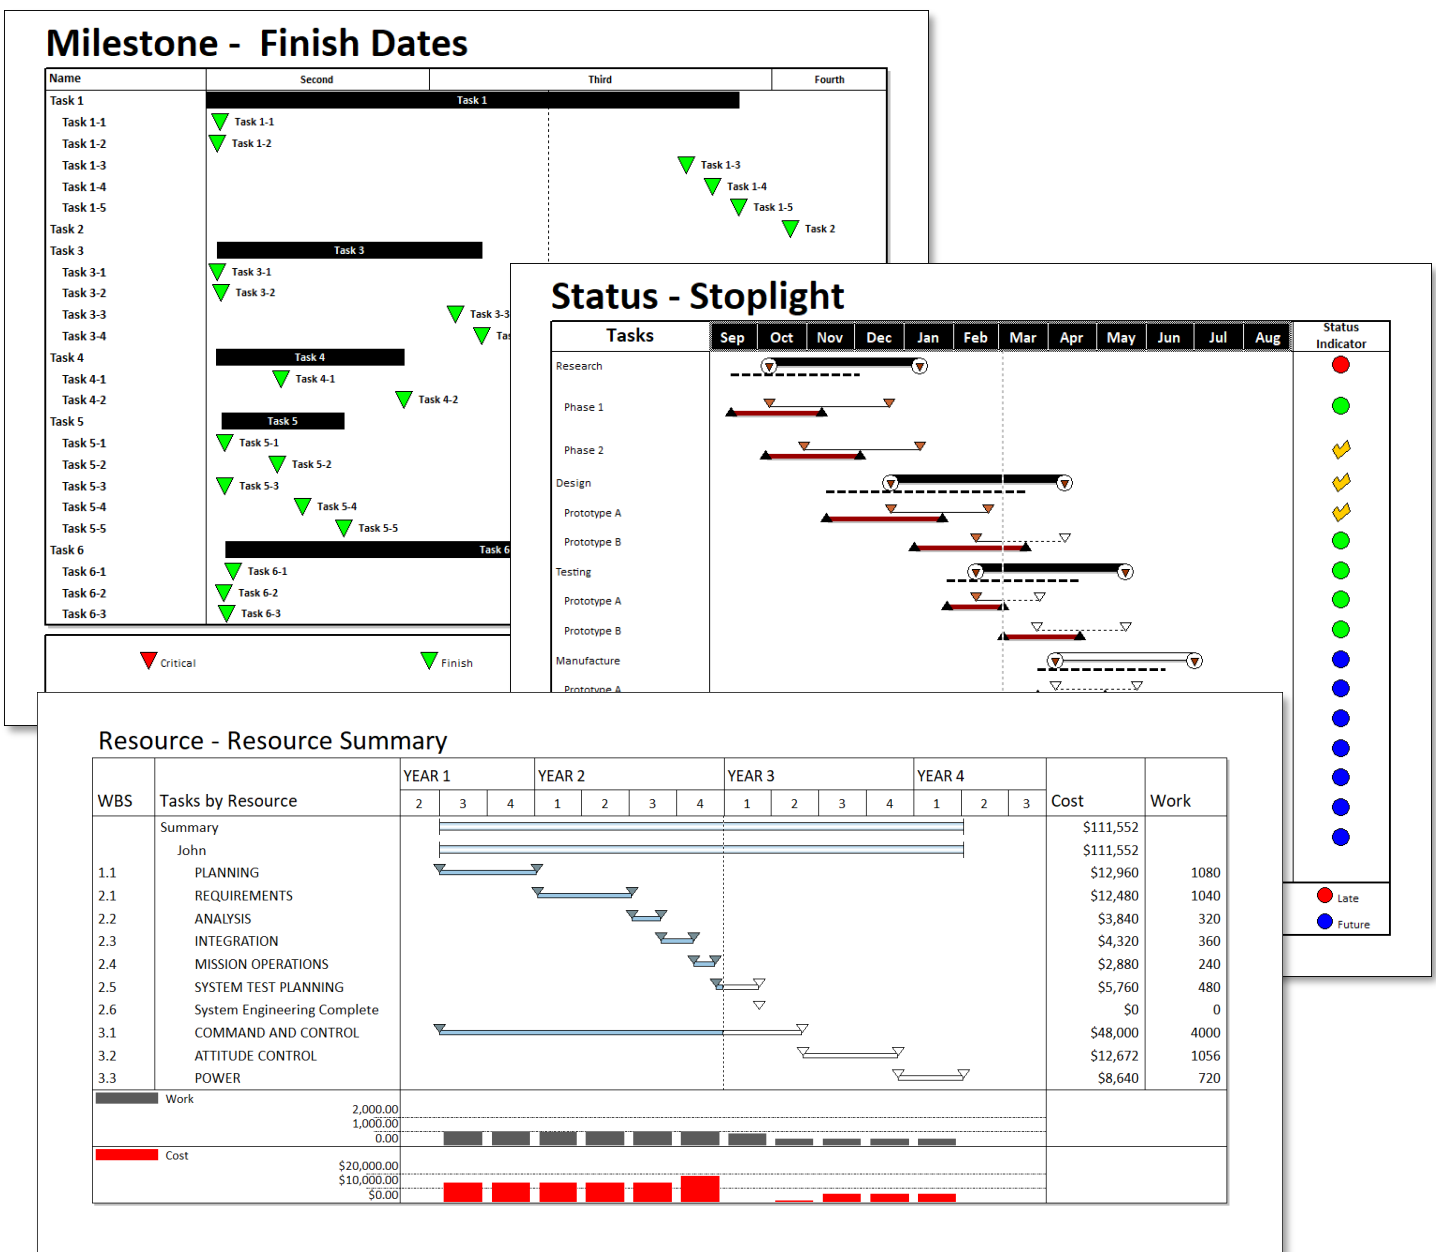 Milestone -  Finish Dates
Name Second Third Fourth
Task 1 Task 1
Task 1-1 Task 1-1
Task 1-2 Task 1-2
Task 1-3 Task 1-3
Task 1-4 Task 1-4
Task 1-5 Task 1-5
Task 2 Task 2
Task 3 Task 3
Task 3-1 Task 3-1
Task 3-2 Task 3-2
Task 3-3 Task 3-3
Task 3-4
Task 4 Task 4
Task 4-1 Task 4-1
Task 4-2 Task 4-2
Task 5 Task 5
Task 5-1 Task 5-1
Task 5-2 Task 5-2
Task 5-3 Task 5-3
Task 5-4 Task 5-4
Task 5-5 Task 5-5
Task 6 Task 6
Task 6-1 Task 6-1
Task 6-2 Task 6-2
Task 6-3 Task 6-3
Critical Finish
Status - Stoplight
Tasks Sep Oct Nov Dec Jan Feb Mar Apr May Jun Jul Aug Status Indicator
Research
Phase 1
Phase 2
Design
Prototype A
Prototype B
Testing
Prototype A
Prototype B
Manufacture
Prototype A
Late
Future
Resource - Resource Summary
YEAR 1 YEAR 2 YEAR 3 YEAR 4
WBS Tasks by Resource 2 3 4 1 2 3 4 1 2 3 4 1 2 3 Cost Work
Summary $111,552
John $111,552
1.1 PLANNING $12,960 1080
2.1 REQUIREMENTS $12,480 1040
2.2 ANALYSIS $3,840 320
2.3 INTEGRATION $4,320 360
2.4 MISSION OPERATIONS $2,880 240
2.5 SYSTEM TEST PLANNING $5,760 480
2.6 System Engineering Complete $0 0
3.1 COMMAND AND CONTROL $48,000 4000
3.2 ATTITUDE CONTROL $12,672 1056
3.3 POWER $8,640 720
Work
2,000.00
1,000.00
0.00
Cost
$20,000.00
$10,000.00
$0.00